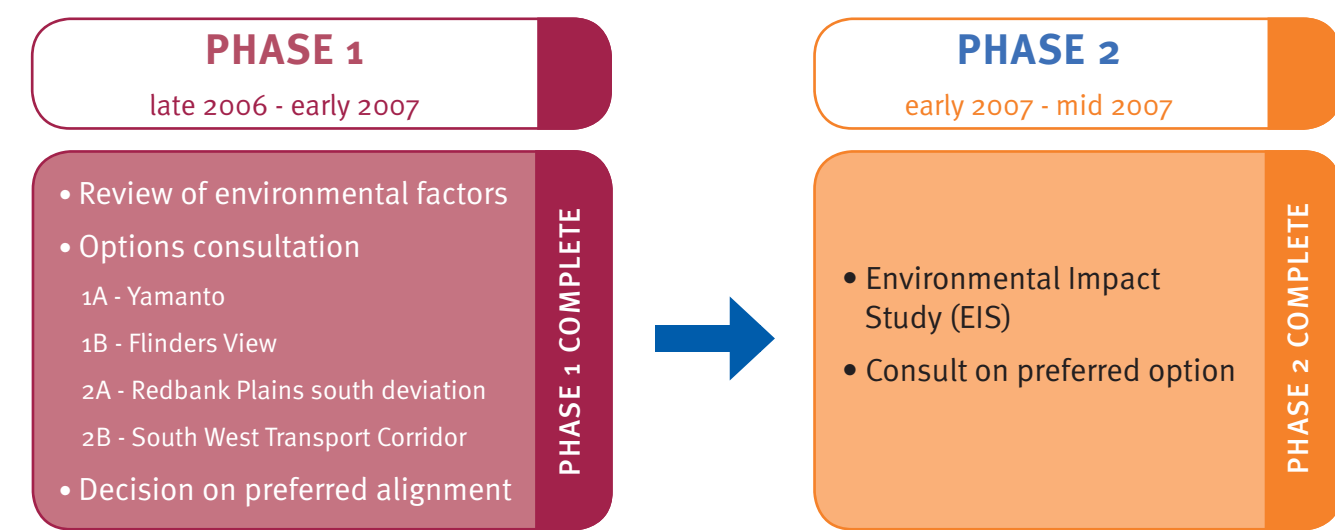 PHASE 1
late 2006 - early 2007
• Review of environmental factors
• Options consultation
1A - Yamanto
1B - Flinders View
2A - Redbank Plains south deviation
2B - South West Transport Corridor
• Decision on preferred alignment
PHASE 1 COMPLETE
PHASE 2
early 2007 - mid 2007
• Environmental Impact
Study (EIS)
• Consult on preferred option
PHASE 2 COMPLETE